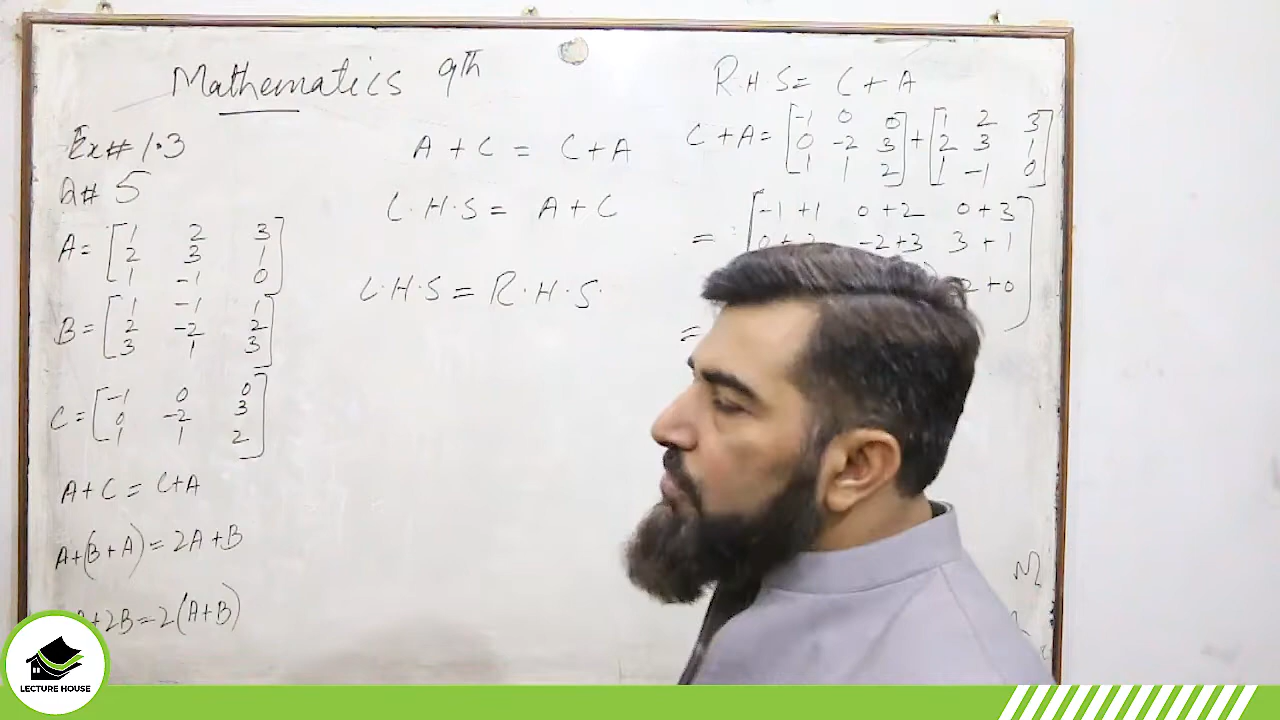 Mathematics 9th
Ex# 1.3
Q# 5
A = [1 2 3
2 3 1
1 -1 0]
B = [1 -1 1
2 -2 2
3 1 3]
C = [-1 0 0
0 -2 3
1 1 2]
A+C = C+A
A+(B+A) = 2A+B
+2B = 2(A+B)
A + C = C+A
L.H.S = A+C
L.H.S = R.H.S.
R.H.S = C+A
C+A = [-1 0 0 0 -2 3 1 1 2] + [1 2 3 2 3 1 1 -1 0]
= [-1+1 0+2 0+3
-2+3 3+1
2+0]
=
LECTURE HOUSE